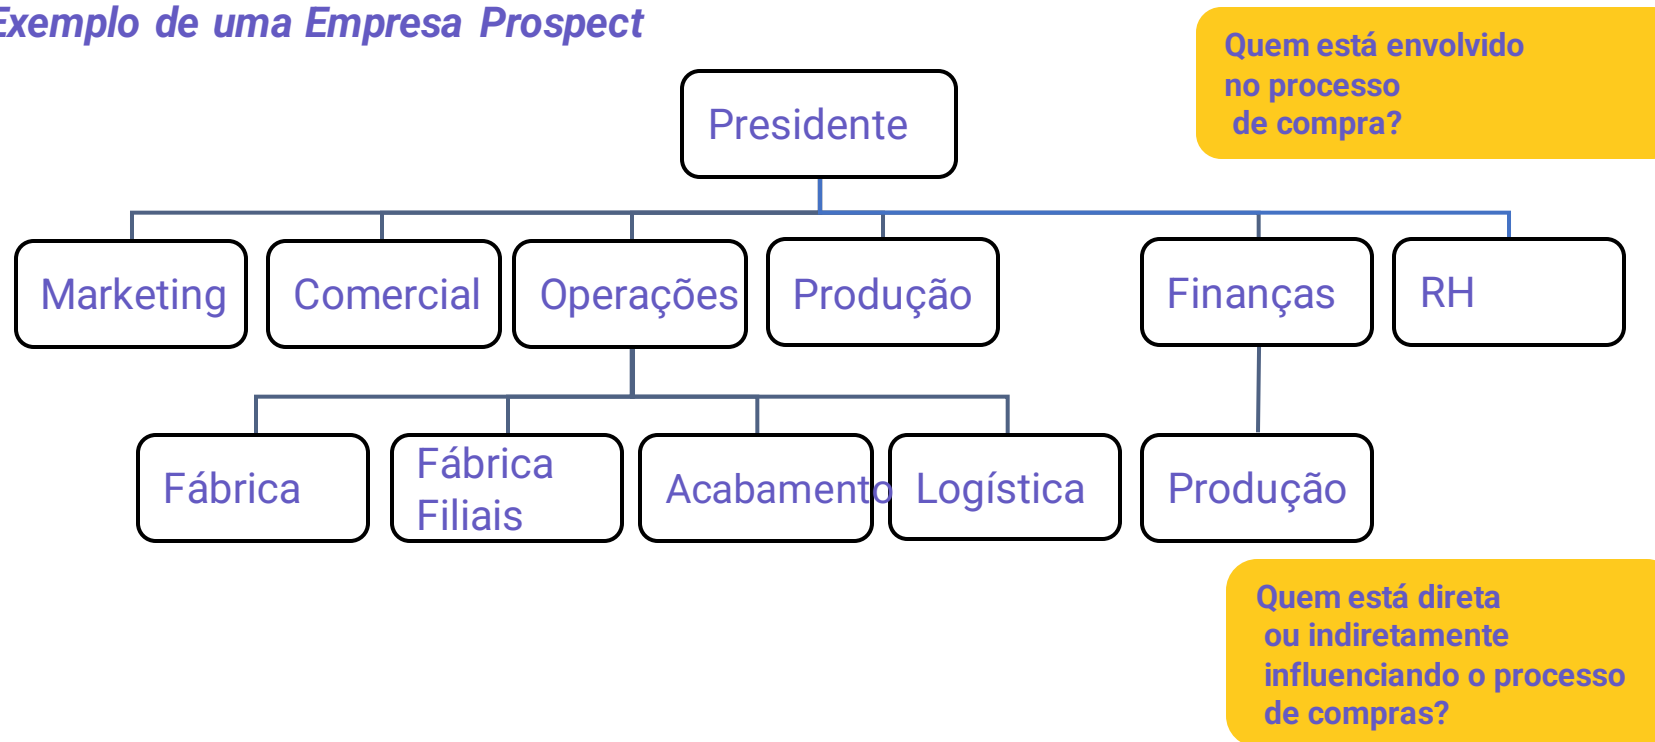 Exemplo de uma Empresa Prospect
Quem está envolvido
no processo
de compra?
Presidente
Marketing
Comercial
Operações
Produção
Finanças
RH
Fábrica
Fábrica
Filiais
Acabamento
Logística
Produção
Quem está direta
ou indiretamente
influenciando o processo
de compras?